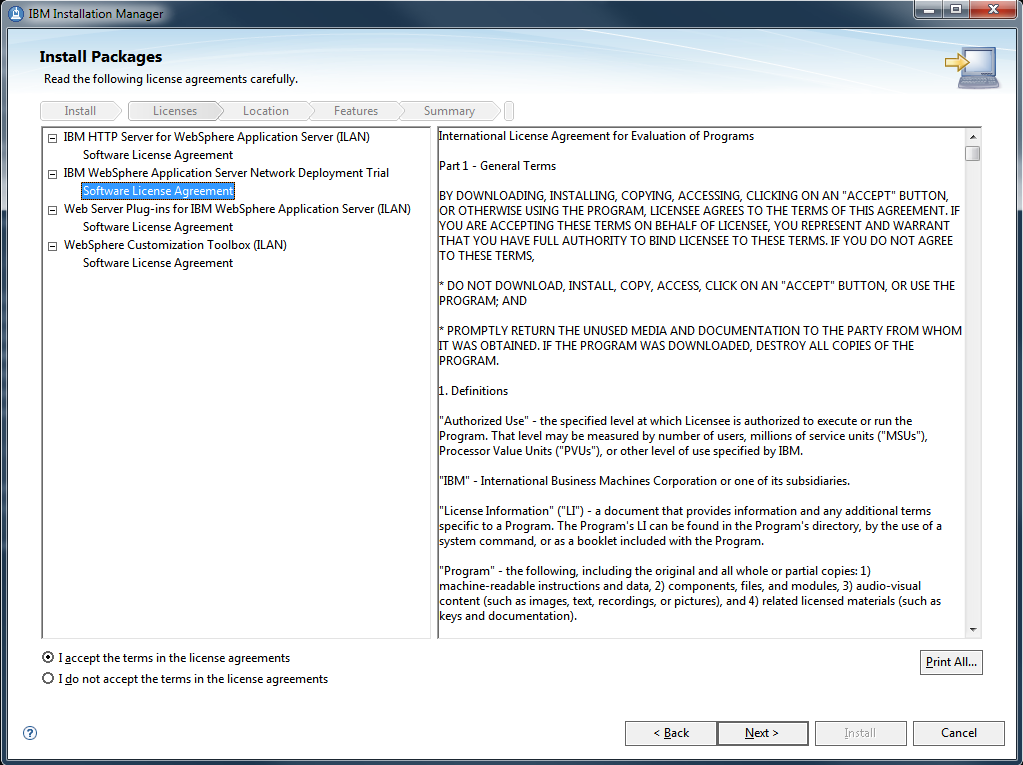 IBM Installation Manager
Install Packages
Read the following license agreements carefully.
Install
Licenses
Location
Features
Summary
IBM HTTP Server for WebSphere Application Server (ILAN)
Software License Agreement
IBM WebSphere Application Server Network Deployment Trial
Software License Agreement
Web Server Plug-ins for IBM WebSphere Application Server (ILAN)
Software License Agreement
WebSphere Customization Toolbox (ILAN)
Software License Agreement
International License Agreement for Evaluation of Programs
Part 1 - General Terms
BY DOWNLOADING, INSTALLING, COPYING, ACCESSING, CLICKING ON AN "ACCEPT" BUTTON,
OR OTHERWISE USING THE PROGRAM, LICENSEE AGREES TO THE TERMS OF THIS AGREEMENT. IF
YOU ARE ACCEPTING THESE TERMS ON BEHALF OF LICENSEE, YOU REPRESENT AND WARRANT
THAT YOU HAVE FULL AUTHORITY TO BIND LICENSEE TO THESE TERMS. IF YOU DO NOT AGREE
TO THESE TERMS,
* DO NOT DOWNLOAD, INSTALL, COPY, ACCESS, CLICK ON AN "ACCEPT" BUTTON, OR USE THE
PROGRAM; AND
* PROMPTLY RETURN THE UNUSED MEDIA AND DOCUMENTATION TO THE PARTY FROM WHOM
IT WAS OBTAINED. IF THE PROGRAM WAS DOWNLOADED, DESTROY ALL COPIES OF THE
PROGRAM.
1. Definitions
"Authorized Use" - the specified level at which Licensee is authorized to execute or run the
Program. That level may be measured by number of users, millions of service units ("MSUs"),
Processor Value Units ("PVUs"), or other level of use specified by IBM.
"IBM" - International Business Machines Corporation or one of its subsidiaries.
"License Information" ("LI") - a document that provides information and any additional terms
specific to a Program. The Program's LI can be found in the Program's directory, by the use of a
system command, or as a booklet included with the Program.
"Program" - the following, including the original and all whole or partial copies: 1)
machine-readable instructions and data, 2) components, files, and modules, 3) audio-visual
content (such as images, text, recordings, or pictures), and 4) related licensed materials (such as
keys and documentation).
I accept the terms in the license agreements
I do not accept the terms in the license agreements
Print All...
?
< Back
Next >
Install
Cancel